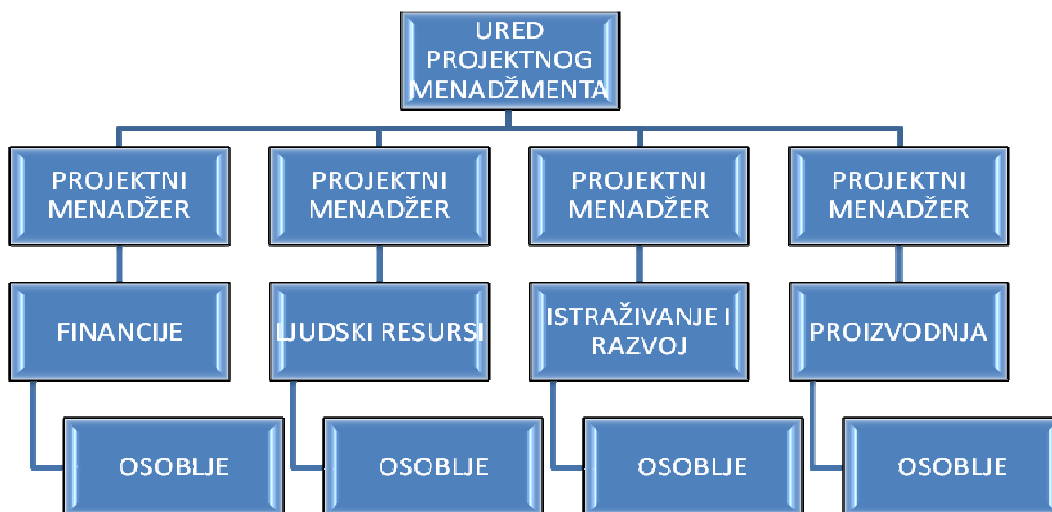 URED
PROJEKTNOG
MENADŽMENTA
PROJEKTNI
MENADŽER
PROJEKTNI
MENADŽER
PROJEKTNI
MENADŽER
PROJEKTNI
MENADŽER
FINANCIJE
LJUDSKI RESURSI
ISTRAŽIVANJE I
RAZVOJ
PROIZVODNJA
OSOBLJE
OSOBLJE
OSOBLJE
OSOBLJE